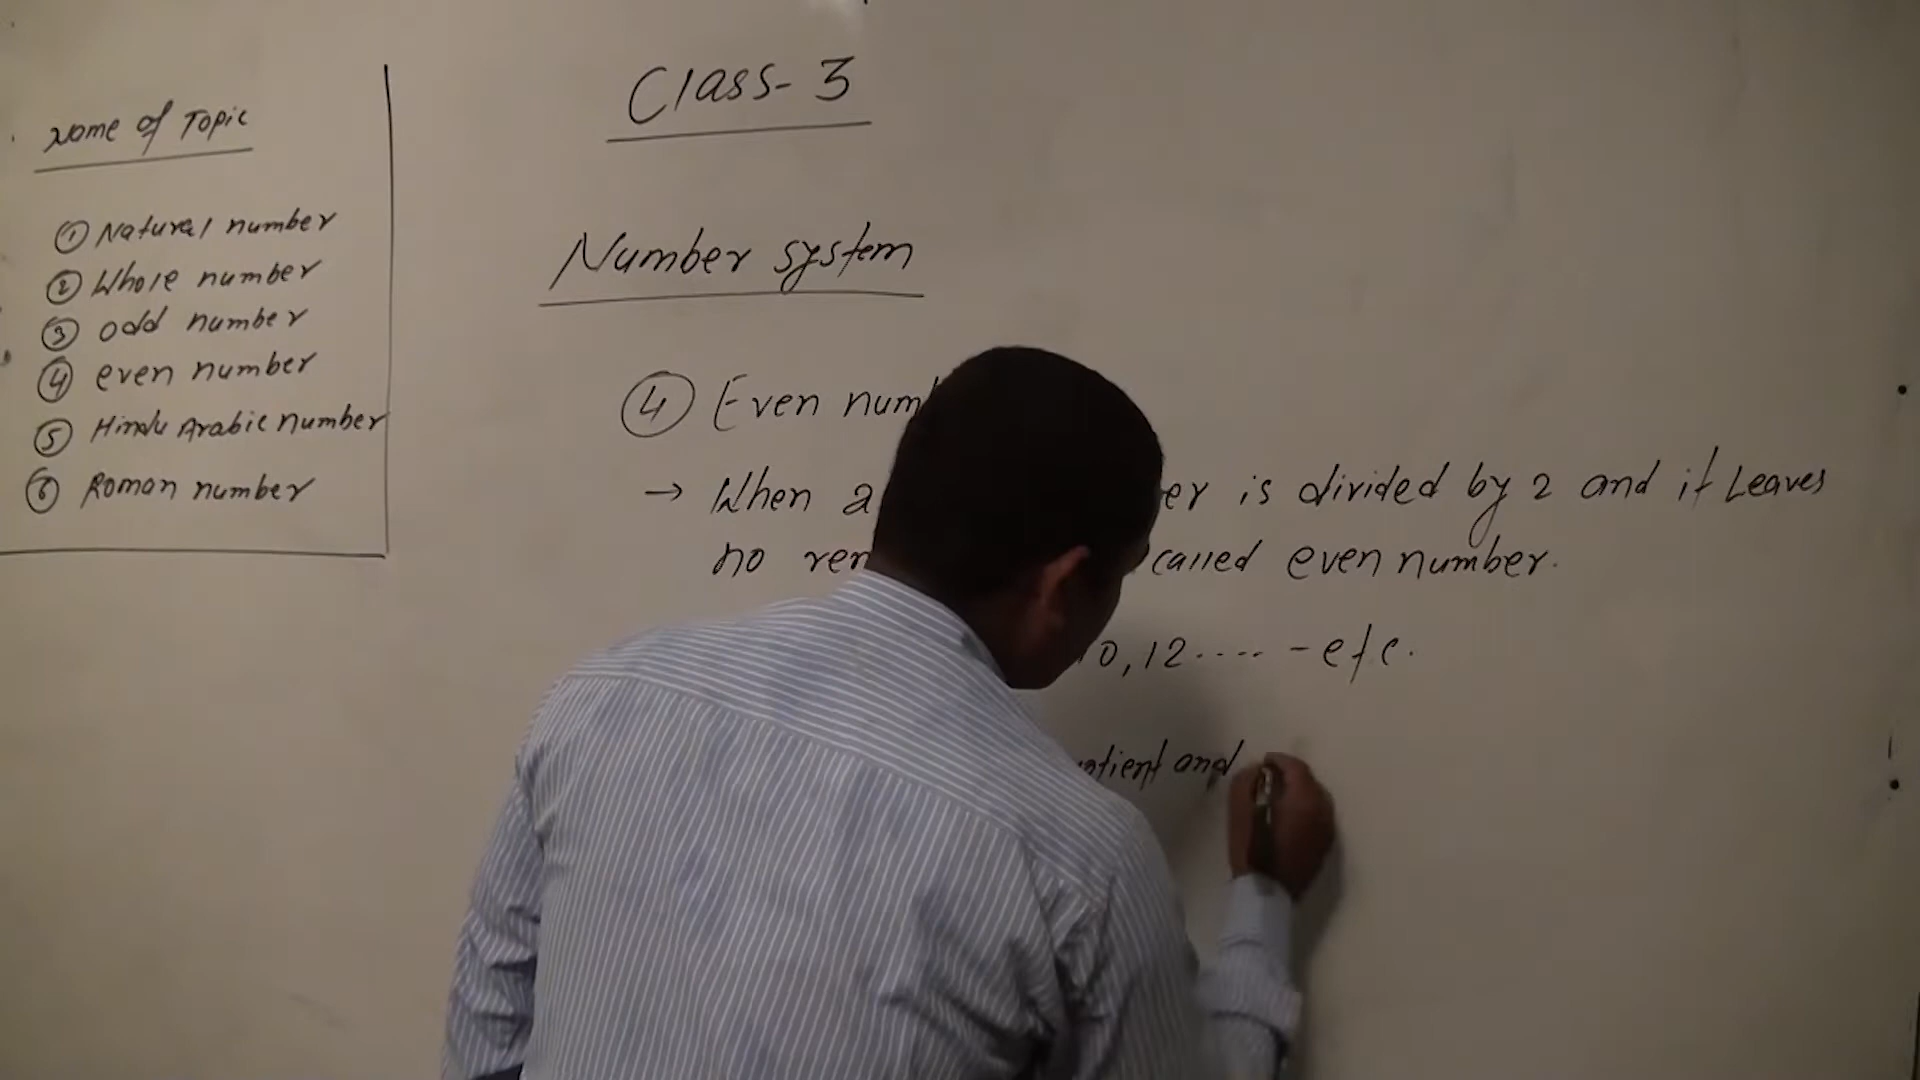 Name of Topic
① Natural number
② Whole number
③ odd number
④ even number
⑤ Hindu Arabic number
⑥ Roman number
Class-3
Number system
④ Even num
→ When a er is divided by 2 and it Leaves
no rem called even number.
10, 12..... - etc.
otient and